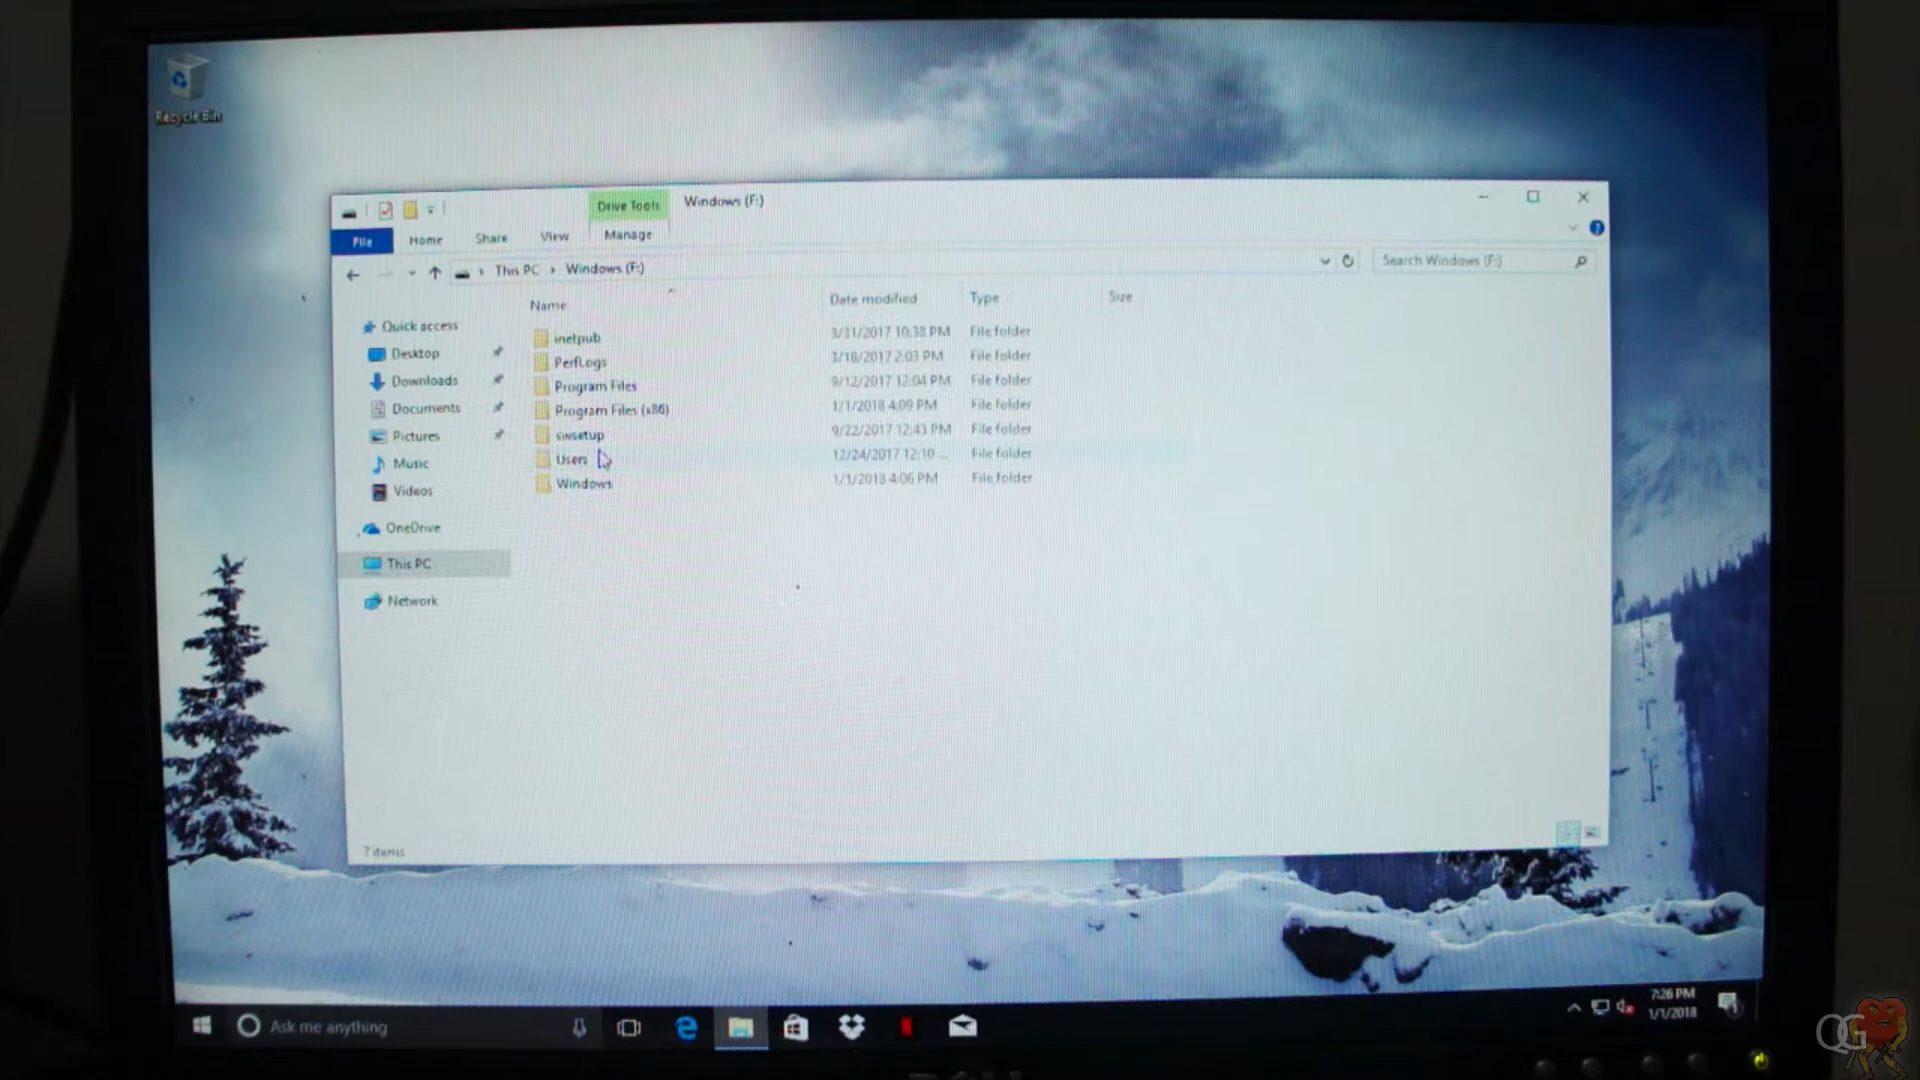 Recycle Bin
Drive Tools
Windows (F:)
File
Home
Share
View
Manage
This PC
Windows (F:)
Search Windows (F:)
Name
Date modified
Type
Size
Quick access
Desktop
Downloads
Documents
Pictures
Music
Videos
OneDrive
This PC
Network
inetpub 3/31/2017 10:38 PM File folder
PerfLogs 3/18/2017 2:03 PM File folder
Program Files 9/12/2017 12:04 PM File folder
Program Files (x86) 1/1/2018 4:09 PM File folder
swsetup 9/22/2017 12:43 PM File folder
Users 12/24/2017 12:10 ... File folder
Windows 1/1/2018 4:06 PM File folder
7 items
Ask me anything
7:26 PM
1/1/2018
QG